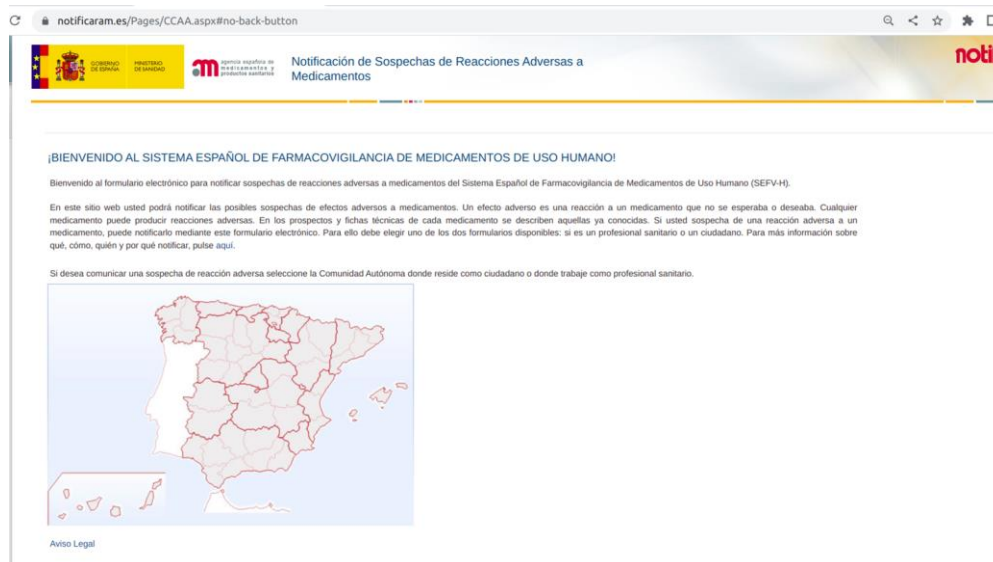 notificaram.es/Pages/CCAA.aspx#no-back-button
GOBIERNO DE ESPAÑA
MINISTERIO DE SANIDAD
agencia española de
medicamentos y
productos sanitarios
Notificación de Sospechas de Reacciones Adversas a
Medicamentos
noti
¡BIENVENIDO AL SISTEMA ESPAÑOL DE FARMACOVIGILANCIA DE MEDICAMENTOS DE USO HUMANO!
Bienvenido al formulario electrónico para notificar sospechas de reacciones adversas a medicamentos del Sistema Español de Farmacovigilancia de Medicamentos de Uso Humano (SEFV-H).
En este sitio web usted podrá notificar las posibles sospechas de efectos adversos a medicamentos. Un efecto adverso es una reacción a un medicamento que no se esperaba o deseaba. Cualquier
medicamento puede producir reacciones adversas. En los prospectos y fichas técnicas de cada medicamento se describen aquellas ya conocidas. Si usted sospecha de una reacción adversa a un
medicamento, puede notificarlo mediante este formulario electrónico. Para ello debe elegir uno de los dos formularios disponibles: si es un profesional sanitario o un ciudadano. Para más información sobre
qué, cómo, quién y por qué notificar, pulse aquí.
Si desea comunicar una sospecha de reacción adversa seleccione la Comunidad Autónoma donde reside como ciudadano o donde trabaje como profesional sanitario.
Aviso Legal